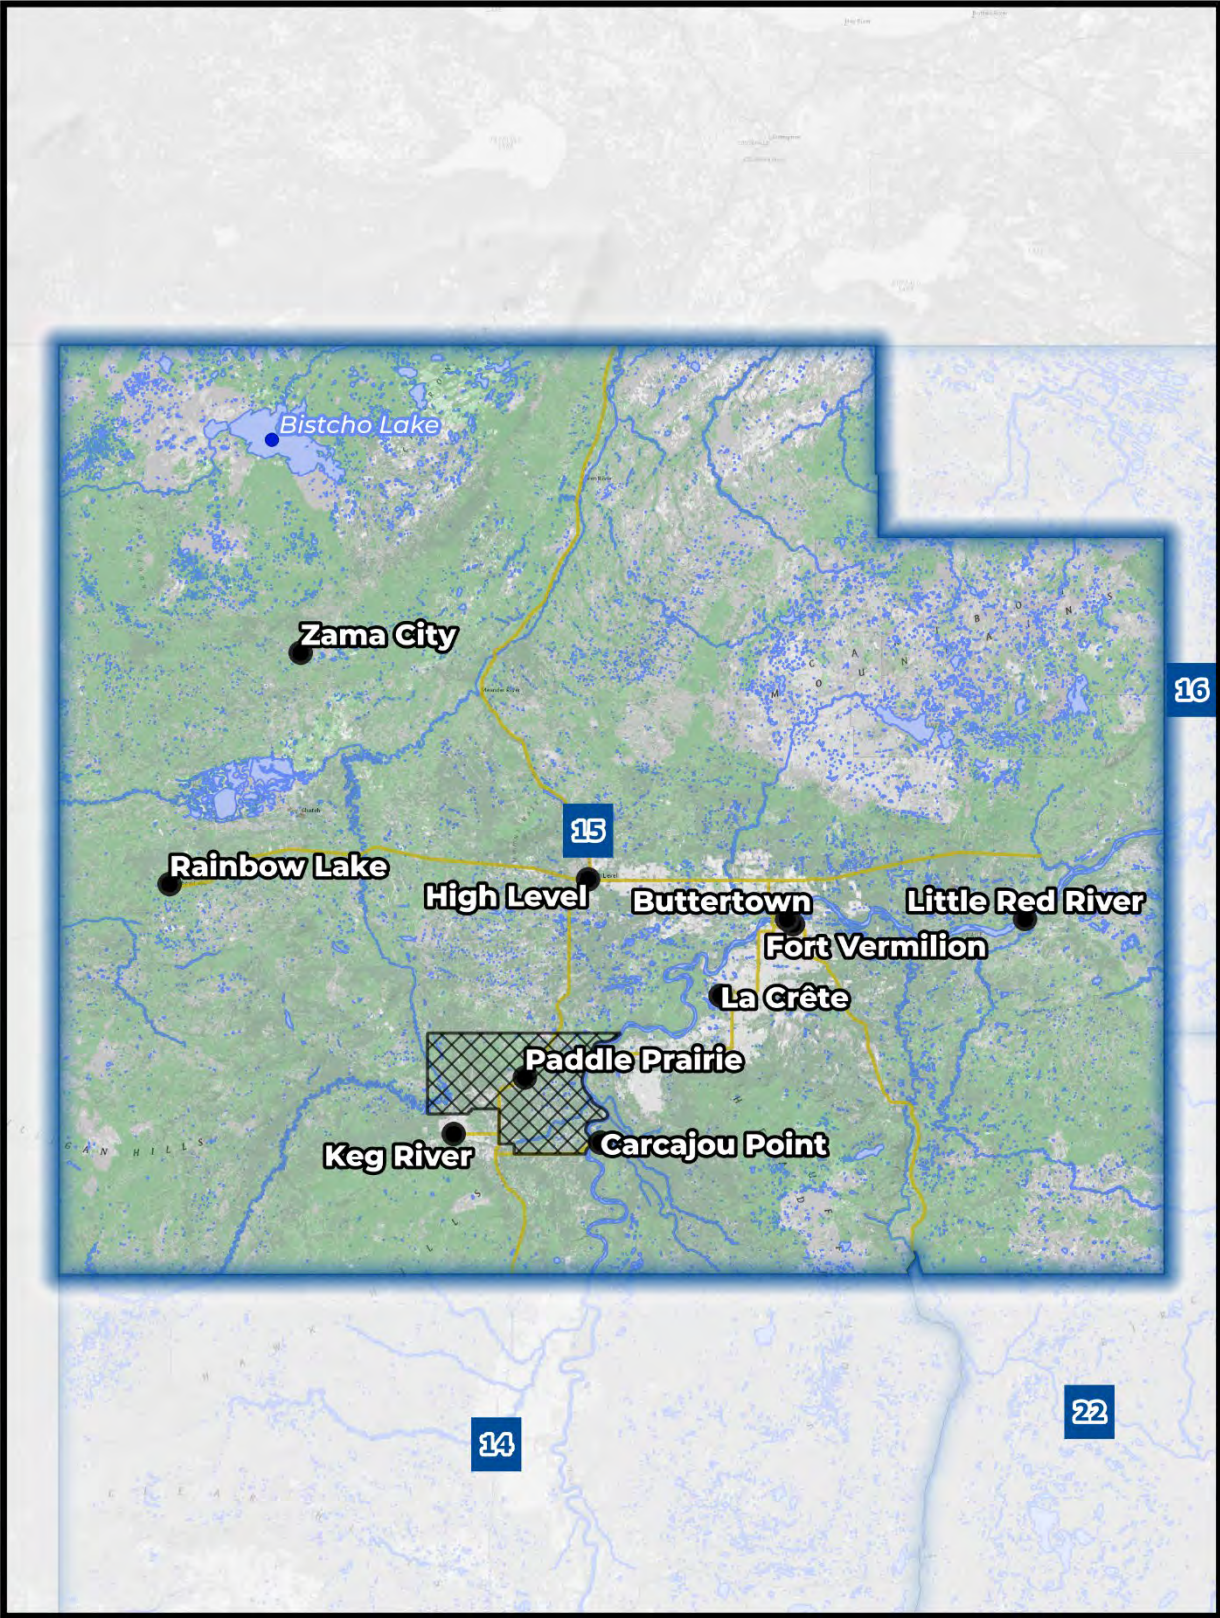 Bistcho Lake
Zama City
16
15
Rainbow Lake
High Level
Buttertown
Little Red River
Fort Vermilion
La Crête
Paddle Prairie
Carcajou Point
Keg River
22
14